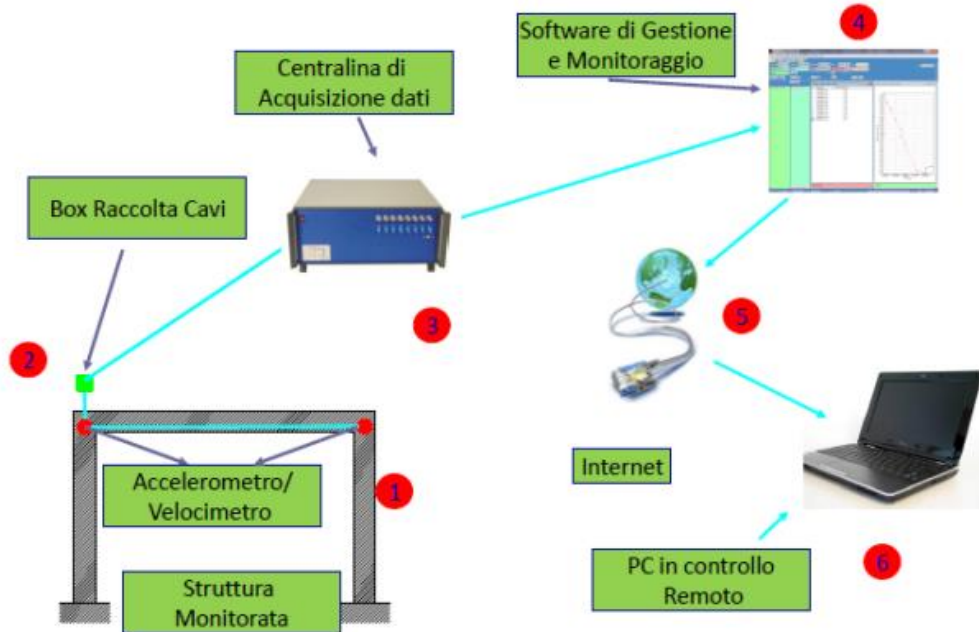 Software di Gestione
e Monitoraggio
4
Centralina di
Acquisizione dati
Box Raccolta Cavi
3
5
2
Accelerometro/
Velocimetro
1
Internet
Struttura
Monitorata
PC in controllo
Remoto
6